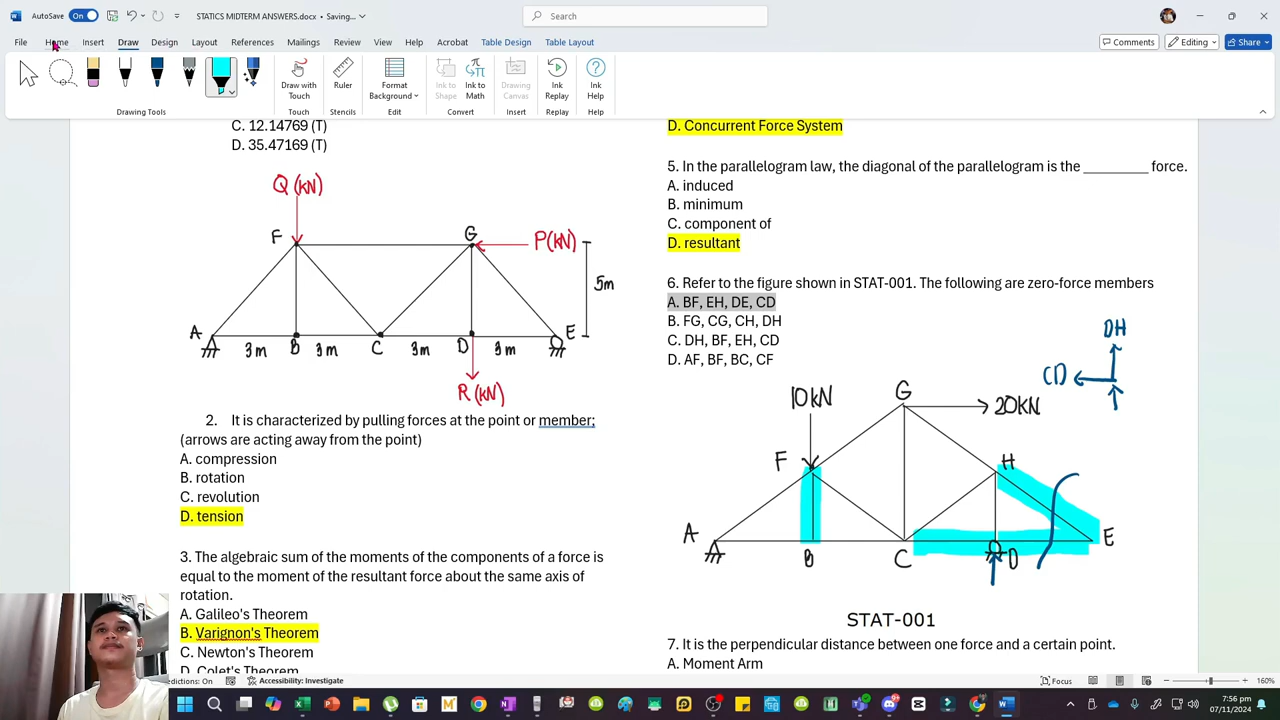 AutoSave
On
STATICS MIDTERM ANSWERS.docx • Saving...
Search
File
Home
Insert
Draw
Design
Layout
References
Mailings
Review
View
Help
Acrobat
Table Design
Table Layout
Comments
Editing
Share
Draw with Touch
Ruler
Format Background
Ink to Shape
Ink to Math
Drawing Canvas
Ink Replay
Ink Help
Drawing Tools
Touch
Stencils
Edit
Convert
Insert
Replay
Help
C. 12.14769 (T)
D. 35.47169 (T)
Q (kN)
F
G
P(kN)
5m
A
B
C
D
E
3m
3m
3m
3m
R (kN)
2. It is characterized by pulling forces at the point or member;
(arrows are acting away from the point)
A. compression
B. rotation
C. revolution
D. tension
3. The algebraic sum of the moments of the components of a force is
equal to the moment of the resultant force about the same axis of
rotation.
A. Galileo's Theorem
B. Varignon's Theorem
C. Newton's Theorem
D. Colet's Theorem
D. Concurrent Force System
5. In the parallelogram law, the diagonal of the parallelogram is the _________ force.
A. induced
B. minimum
C. component of
D. resultant
6. Refer to the figure shown in STAT-001. The following are zero-force members
A. BF, EH, DE, CD
B. FG, CG, CH, DH
C. DH, BF, EH, CD
D. AF, BF, BC, CF
DH
CD
10kN
G
20KN
F
H
A
B
C
D
E
STAT-001
7. It is the perpendicular distance between one force and a certain point.
A. Moment Arm
edictions: On
Accessibility: Investigate
Focus
160%
7:56 pm
07/11/2024